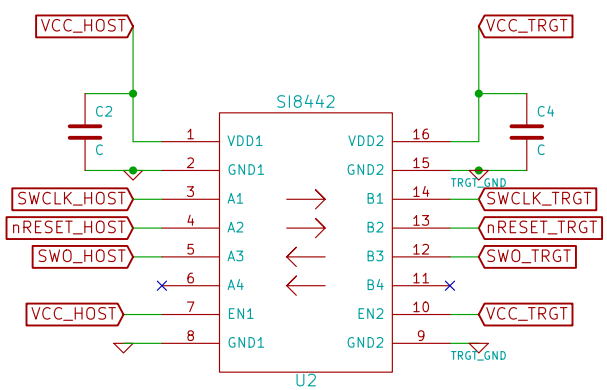 VCC_HOST
VCC_TRGT
SI8442
C2
C
C4
C
1 VDD1 VDD2 16
2 GND1 GND2 15
TRGT_GND
SWCLK_HOST 3 A1 B1 14 SWCLK_TRGT
nRESET_HOST 4 A2 B2 13 nRESET_TRGT
SWO_HOST 5 A3 B3 12 SWO_TRGT
6 A4 B4 11
VCC_HOST 7 EN1 EN2 10 VCC_TRGT
8 GND1 GND2 9
TRGT_GND
U2